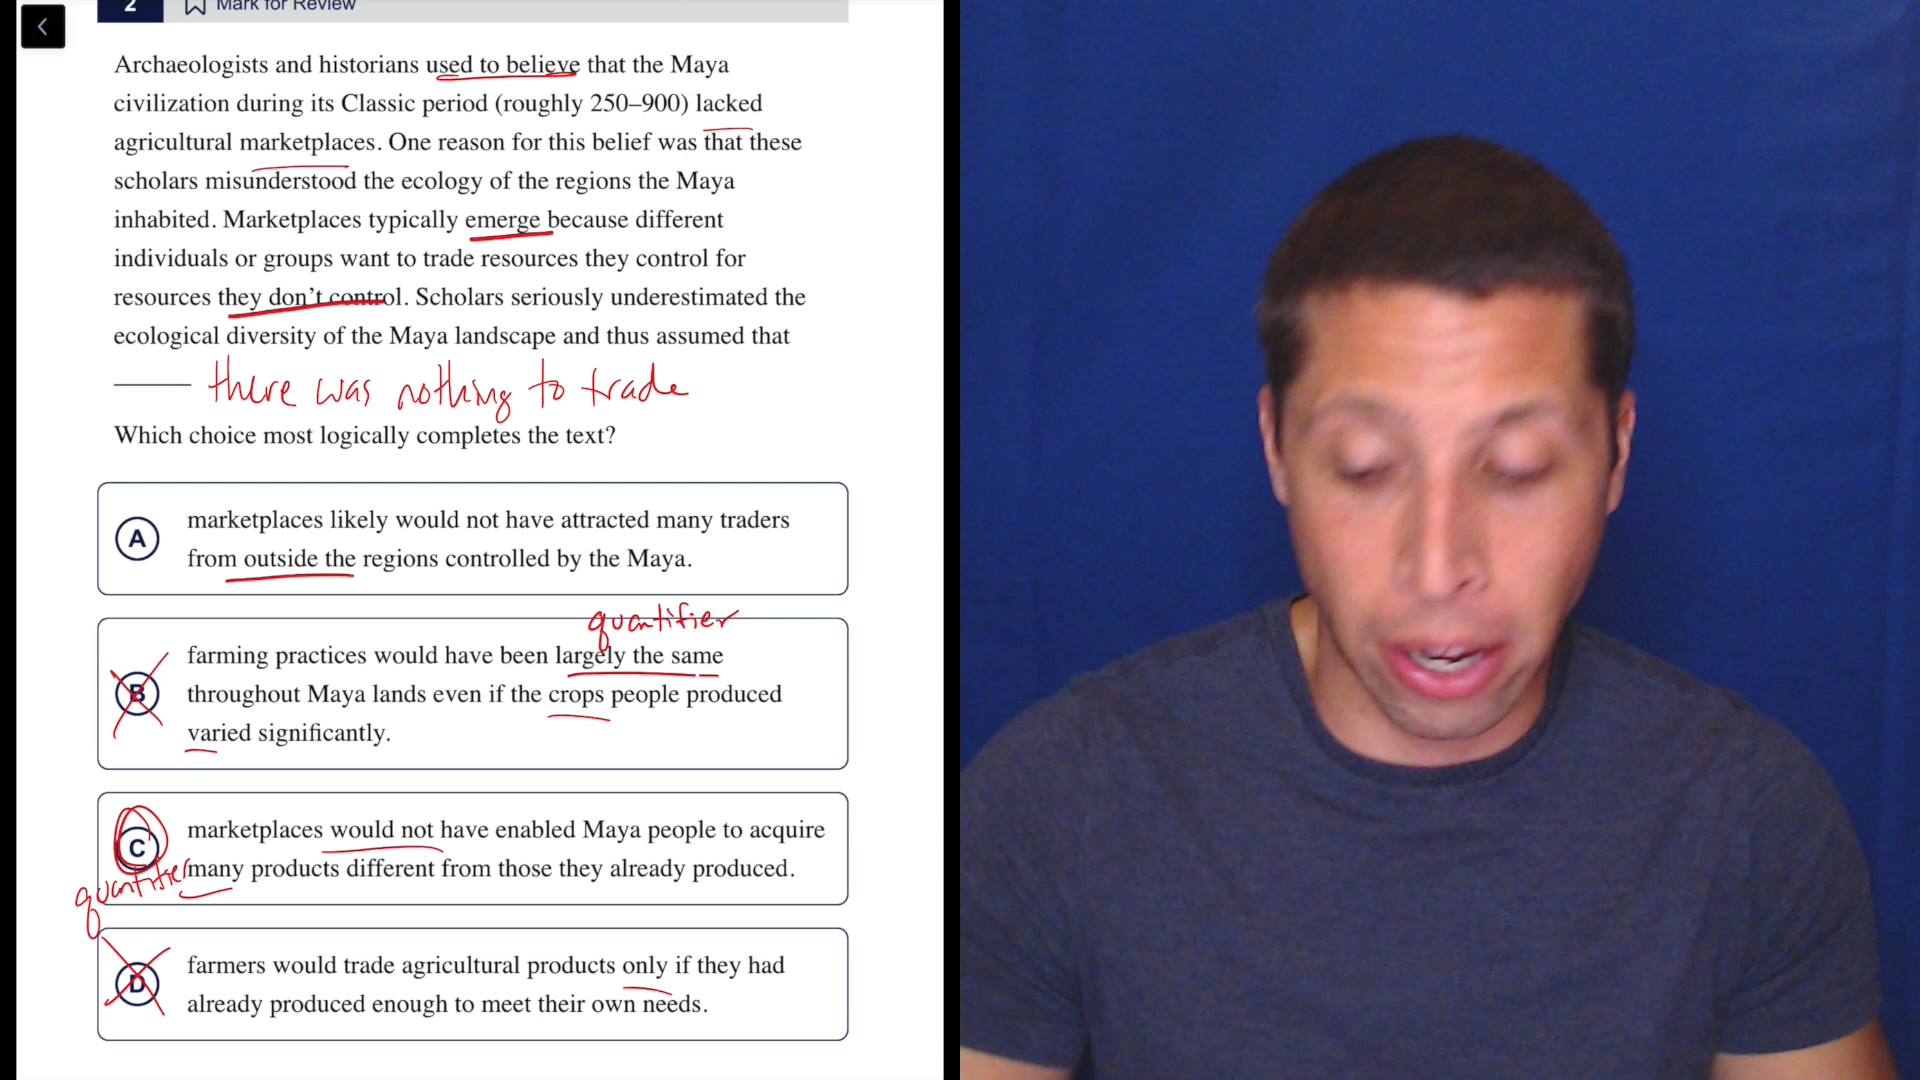 2 Mark for Review
Archaeologists and historians used to believe that the Maya
civilization during its Classic period (roughly 250–900) lacked
agricultural marketplaces. One reason for this belief was that these
scholars misunderstood the ecology of the regions the Maya
inhabited. Marketplaces typically emerge because different
individuals or groups want to trade resources they control for
resources they don’t control. Scholars seriously underestimated the
ecological diversity of the Maya landscape and thus assumed that
there was nothing to trade
Which choice most logically completes the text?
A marketplaces likely would not have attracted many traders
from outside the regions controlled by the Maya.
quantifier
B farming practices would have been largely the same
throughout Maya lands even if the crops people produced
varied significantly.
C marketplaces would not have enabled Maya people to acquire
many products different from those they already produced.
quantifier
D farmers would trade agricultural products only if they had
already produced enough to meet their own needs.